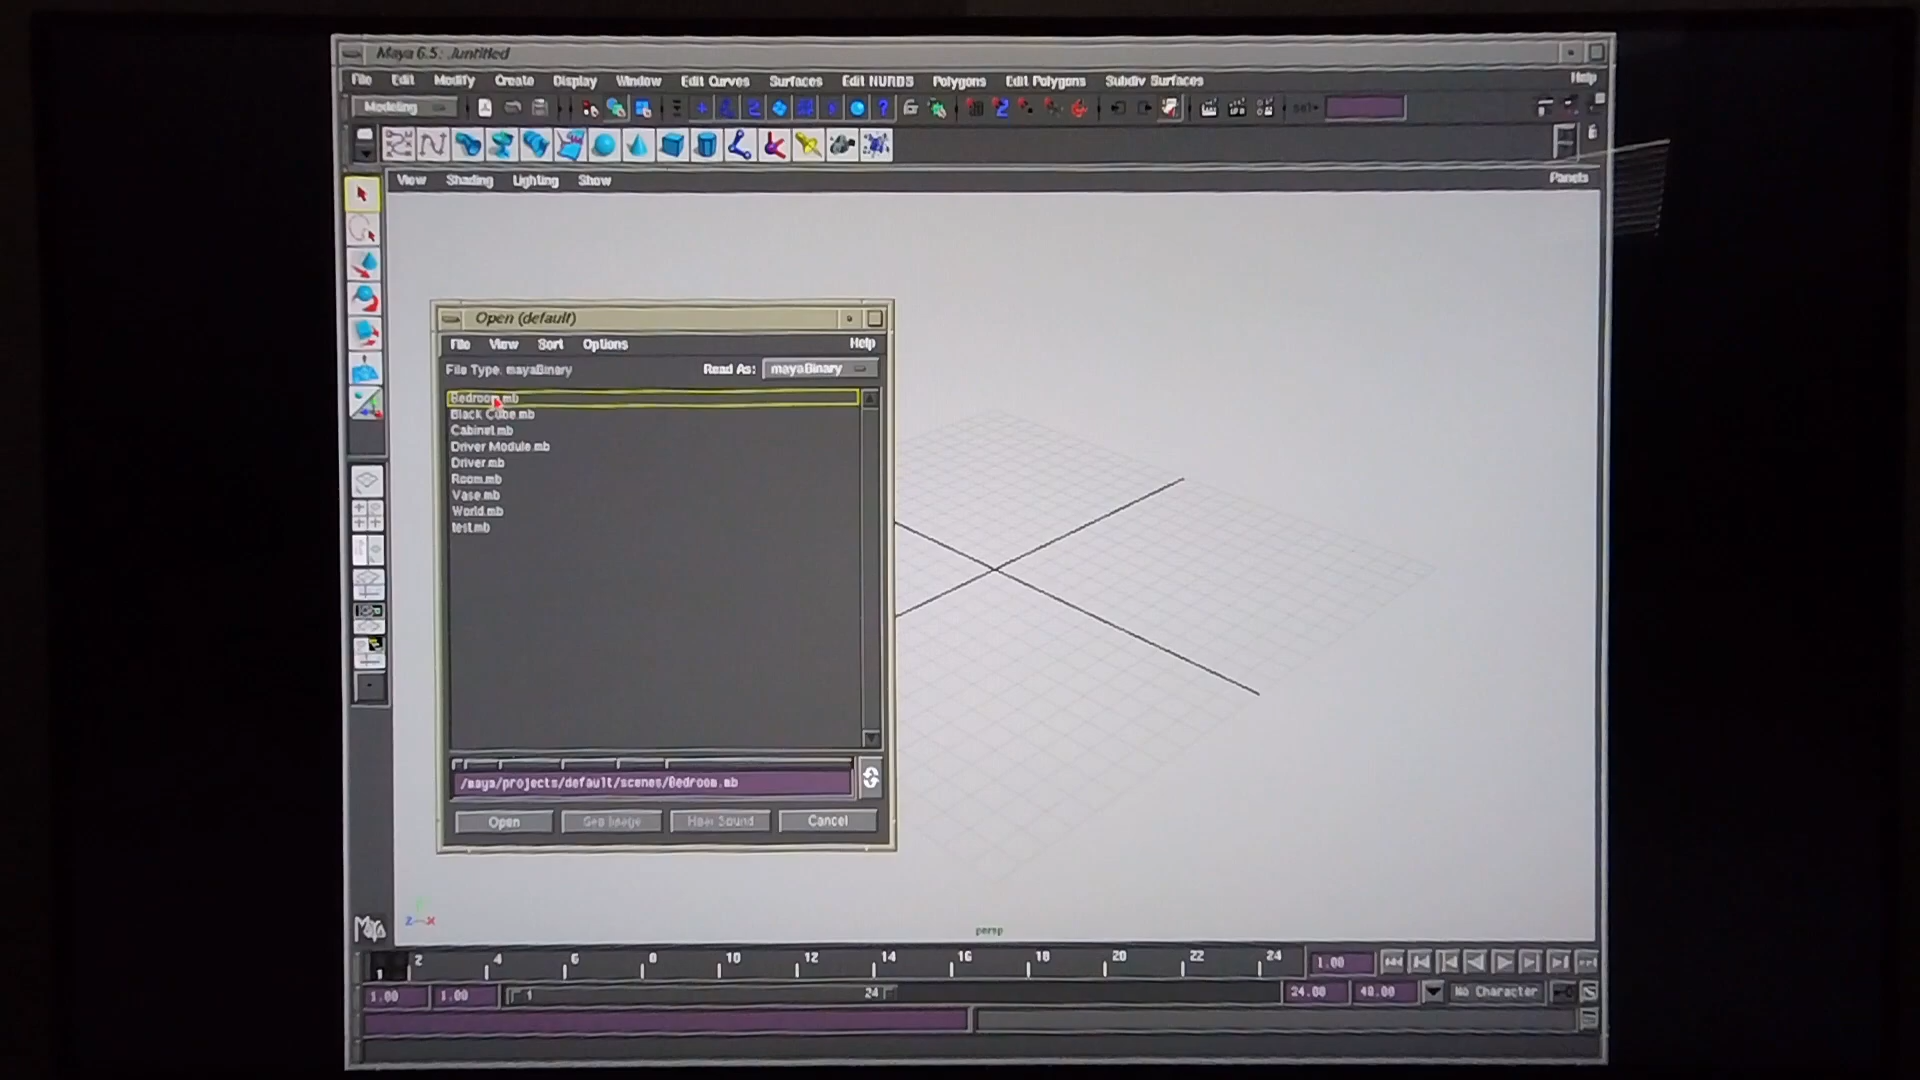 Maya 6.5: ./untitled
File Edit Modify Create Display Window Edit Curves Surfaces Edit NURBS Polygons Edit Polygons Subdiv Surfaces Help
Modeling sel
View Shading Lighting Show Panels
Open (default)
File View Sort Options Help
File Type: mayaBinary Read As: mayaBinary
Bedroom.mb
Black Cube.mb
Cabinet.mb
Driver Module.mb
Driver.mb
Room.mb
Vase.mb
World.mb
test.mb
/maya/projects/default/scenes/Bedroom.mb
Open Hear Sound Cancel
Z X
persp
MAYA
1 2 4 6 8 10 12 14 16 18 20 22 24 1.00
1.00 1.00 1 24 24.00 48.00 No Character